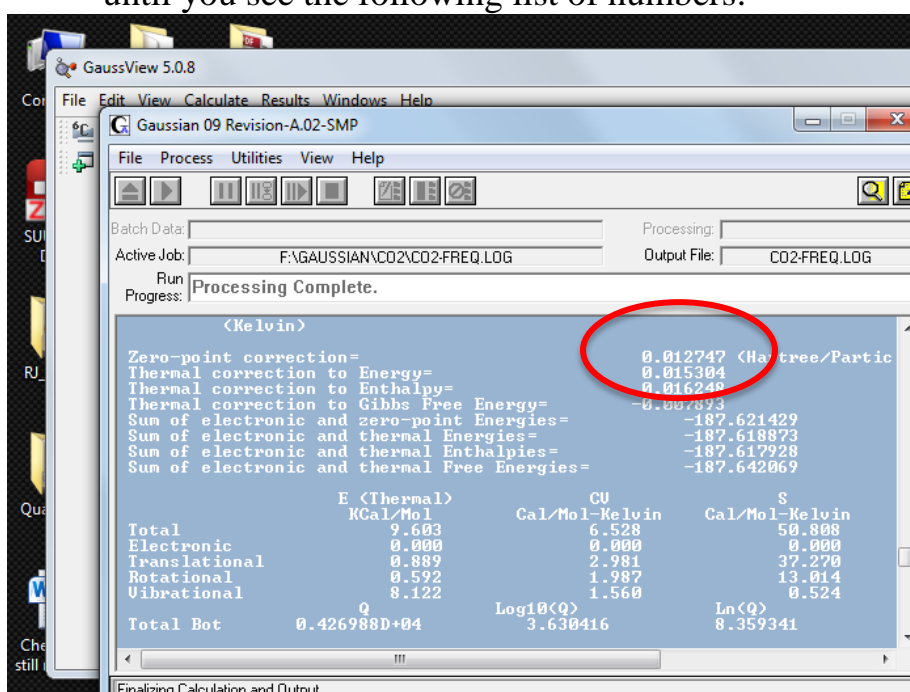 until you see the following list of numbers:
GaussView 5.0.8
File Edit View Calculate Results Windows Help
Gaussian 09 Revision-A.02-SMP
File Process Utilities View Help
Batch Data: Processing:
Active Job: F:\GAUSSIAN\CO2\CO2-FREQ.LOG Output File: CO2-FREQ.LOG
Run Progress: Processing Complete.
(Kelvin)
Zero-point correction= 0.012747 (Hartree/Partic
Thermal correction to Energy= 0.015304
Thermal correction to Enthalpy= 0.016248
Thermal correction to Gibbs Free Energy= -0.007893
Sum of electronic and zero-point Energies= -187.621429
Sum of electronic and thermal Energies= -187.618873
Sum of electronic and thermal Enthalpies= -187.617928
Sum of electronic and thermal Free Energies= -187.642069
E (Thermal) CV S
KCal/Mol Cal/Mol-Kelvin Cal/Mol-Kelvin
Total 9.603 6.528 50.808
Electronic 0.000 0.000 0.000
Translational 0.889 2.981 37.270
Rotational 0.592 1.987 13.014
Vibrational 8.122 1.560 0.524
Q Log10(Q) Ln(Q)
Total Bot 0.426988D+04 3.630416 8.359341
Finalizing Calculation and Output